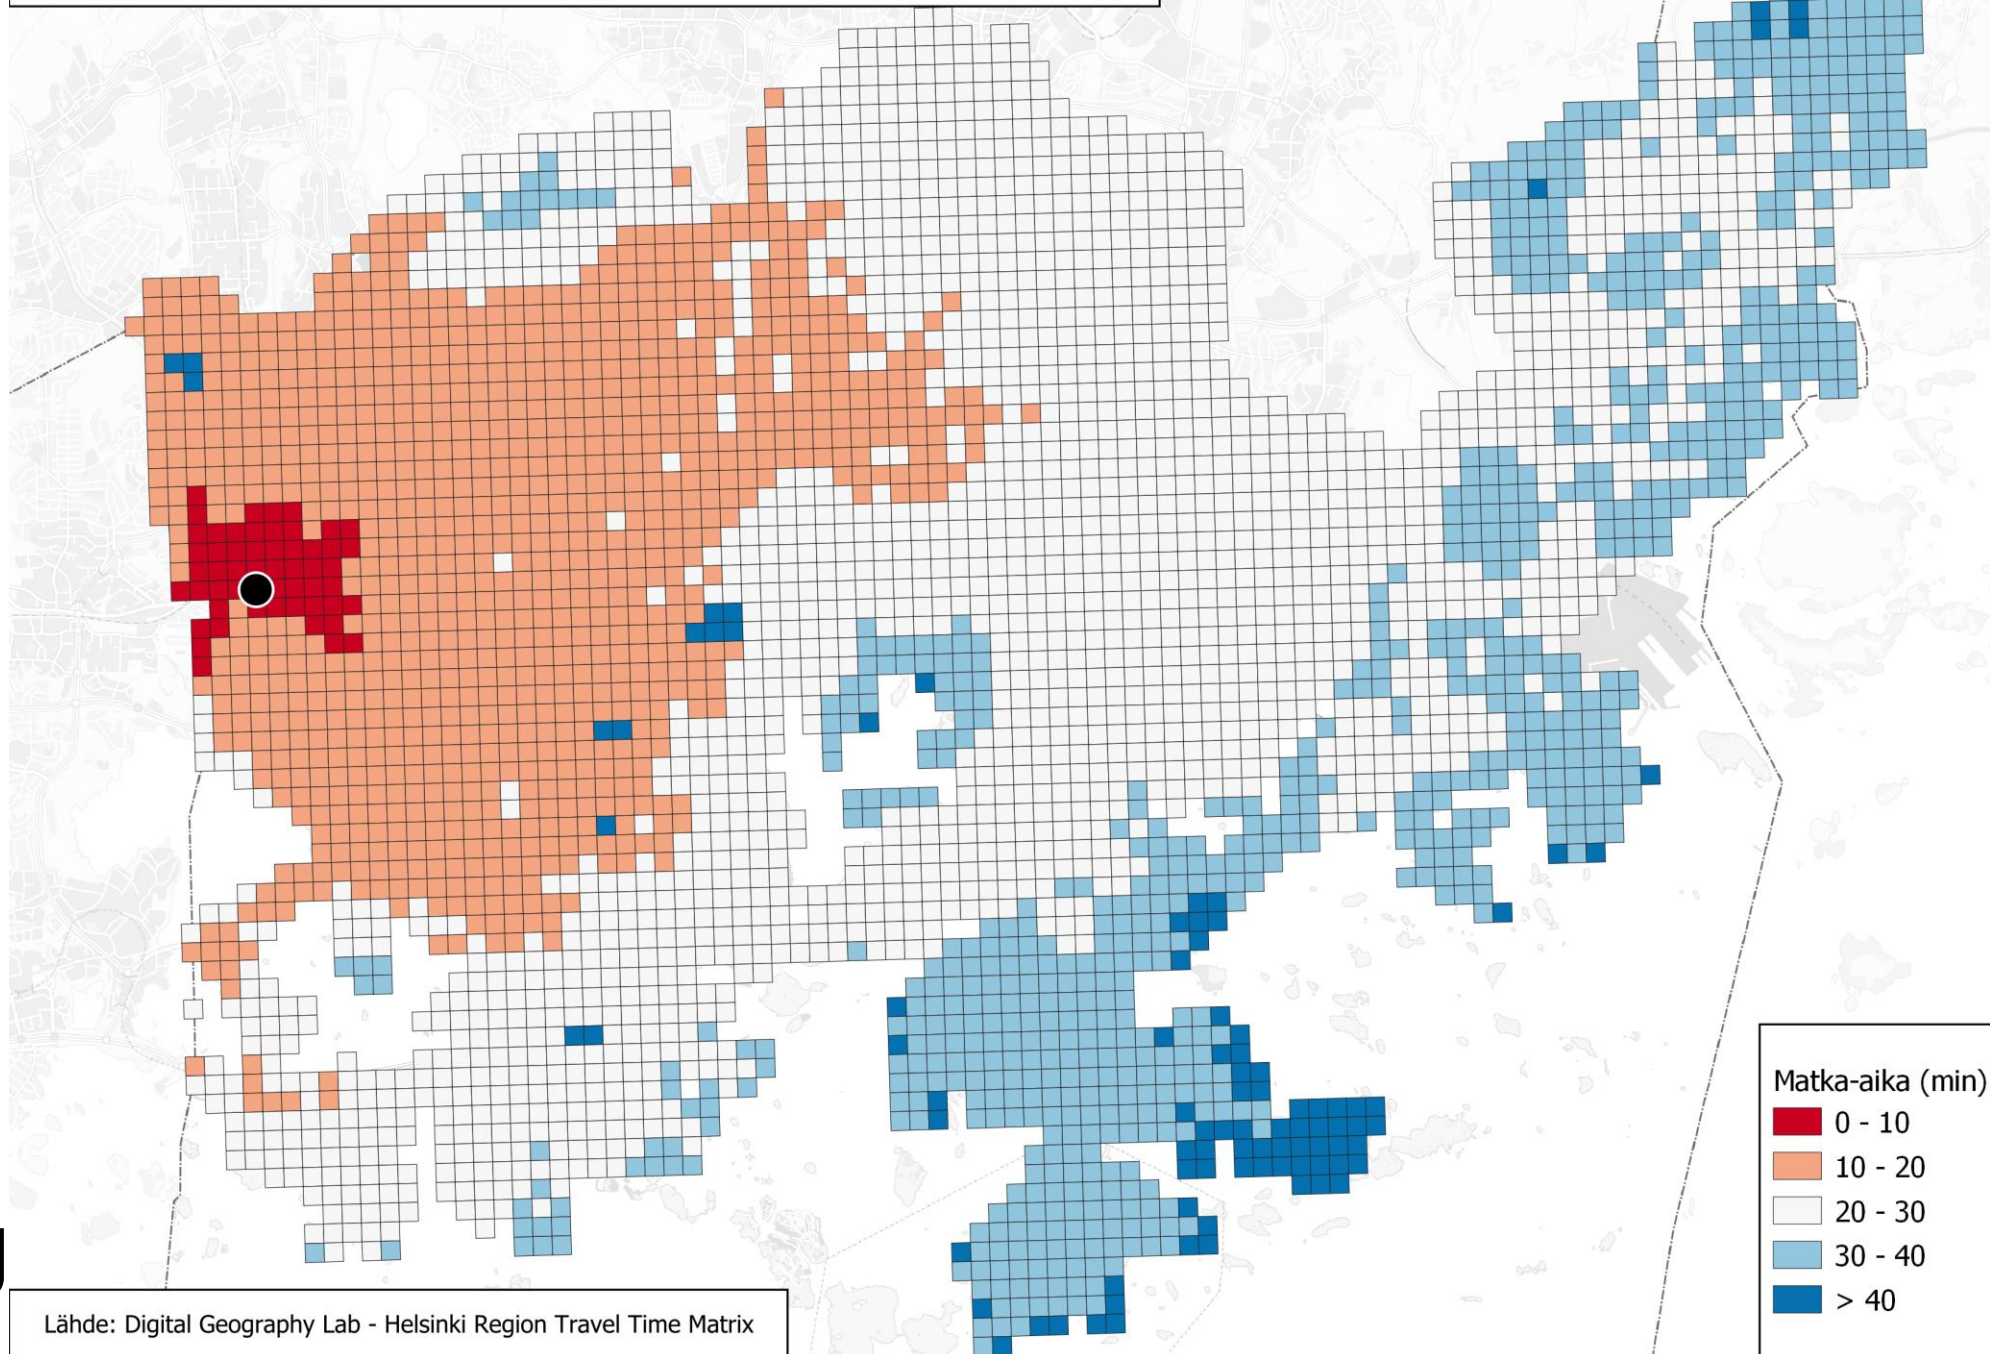 Matka-aika (min)
0 - 10
10 - 20
20 - 30
30 - 40
> 40
Lähde: Digital Geography Lab - Helsinki Region Travel Time Matrix